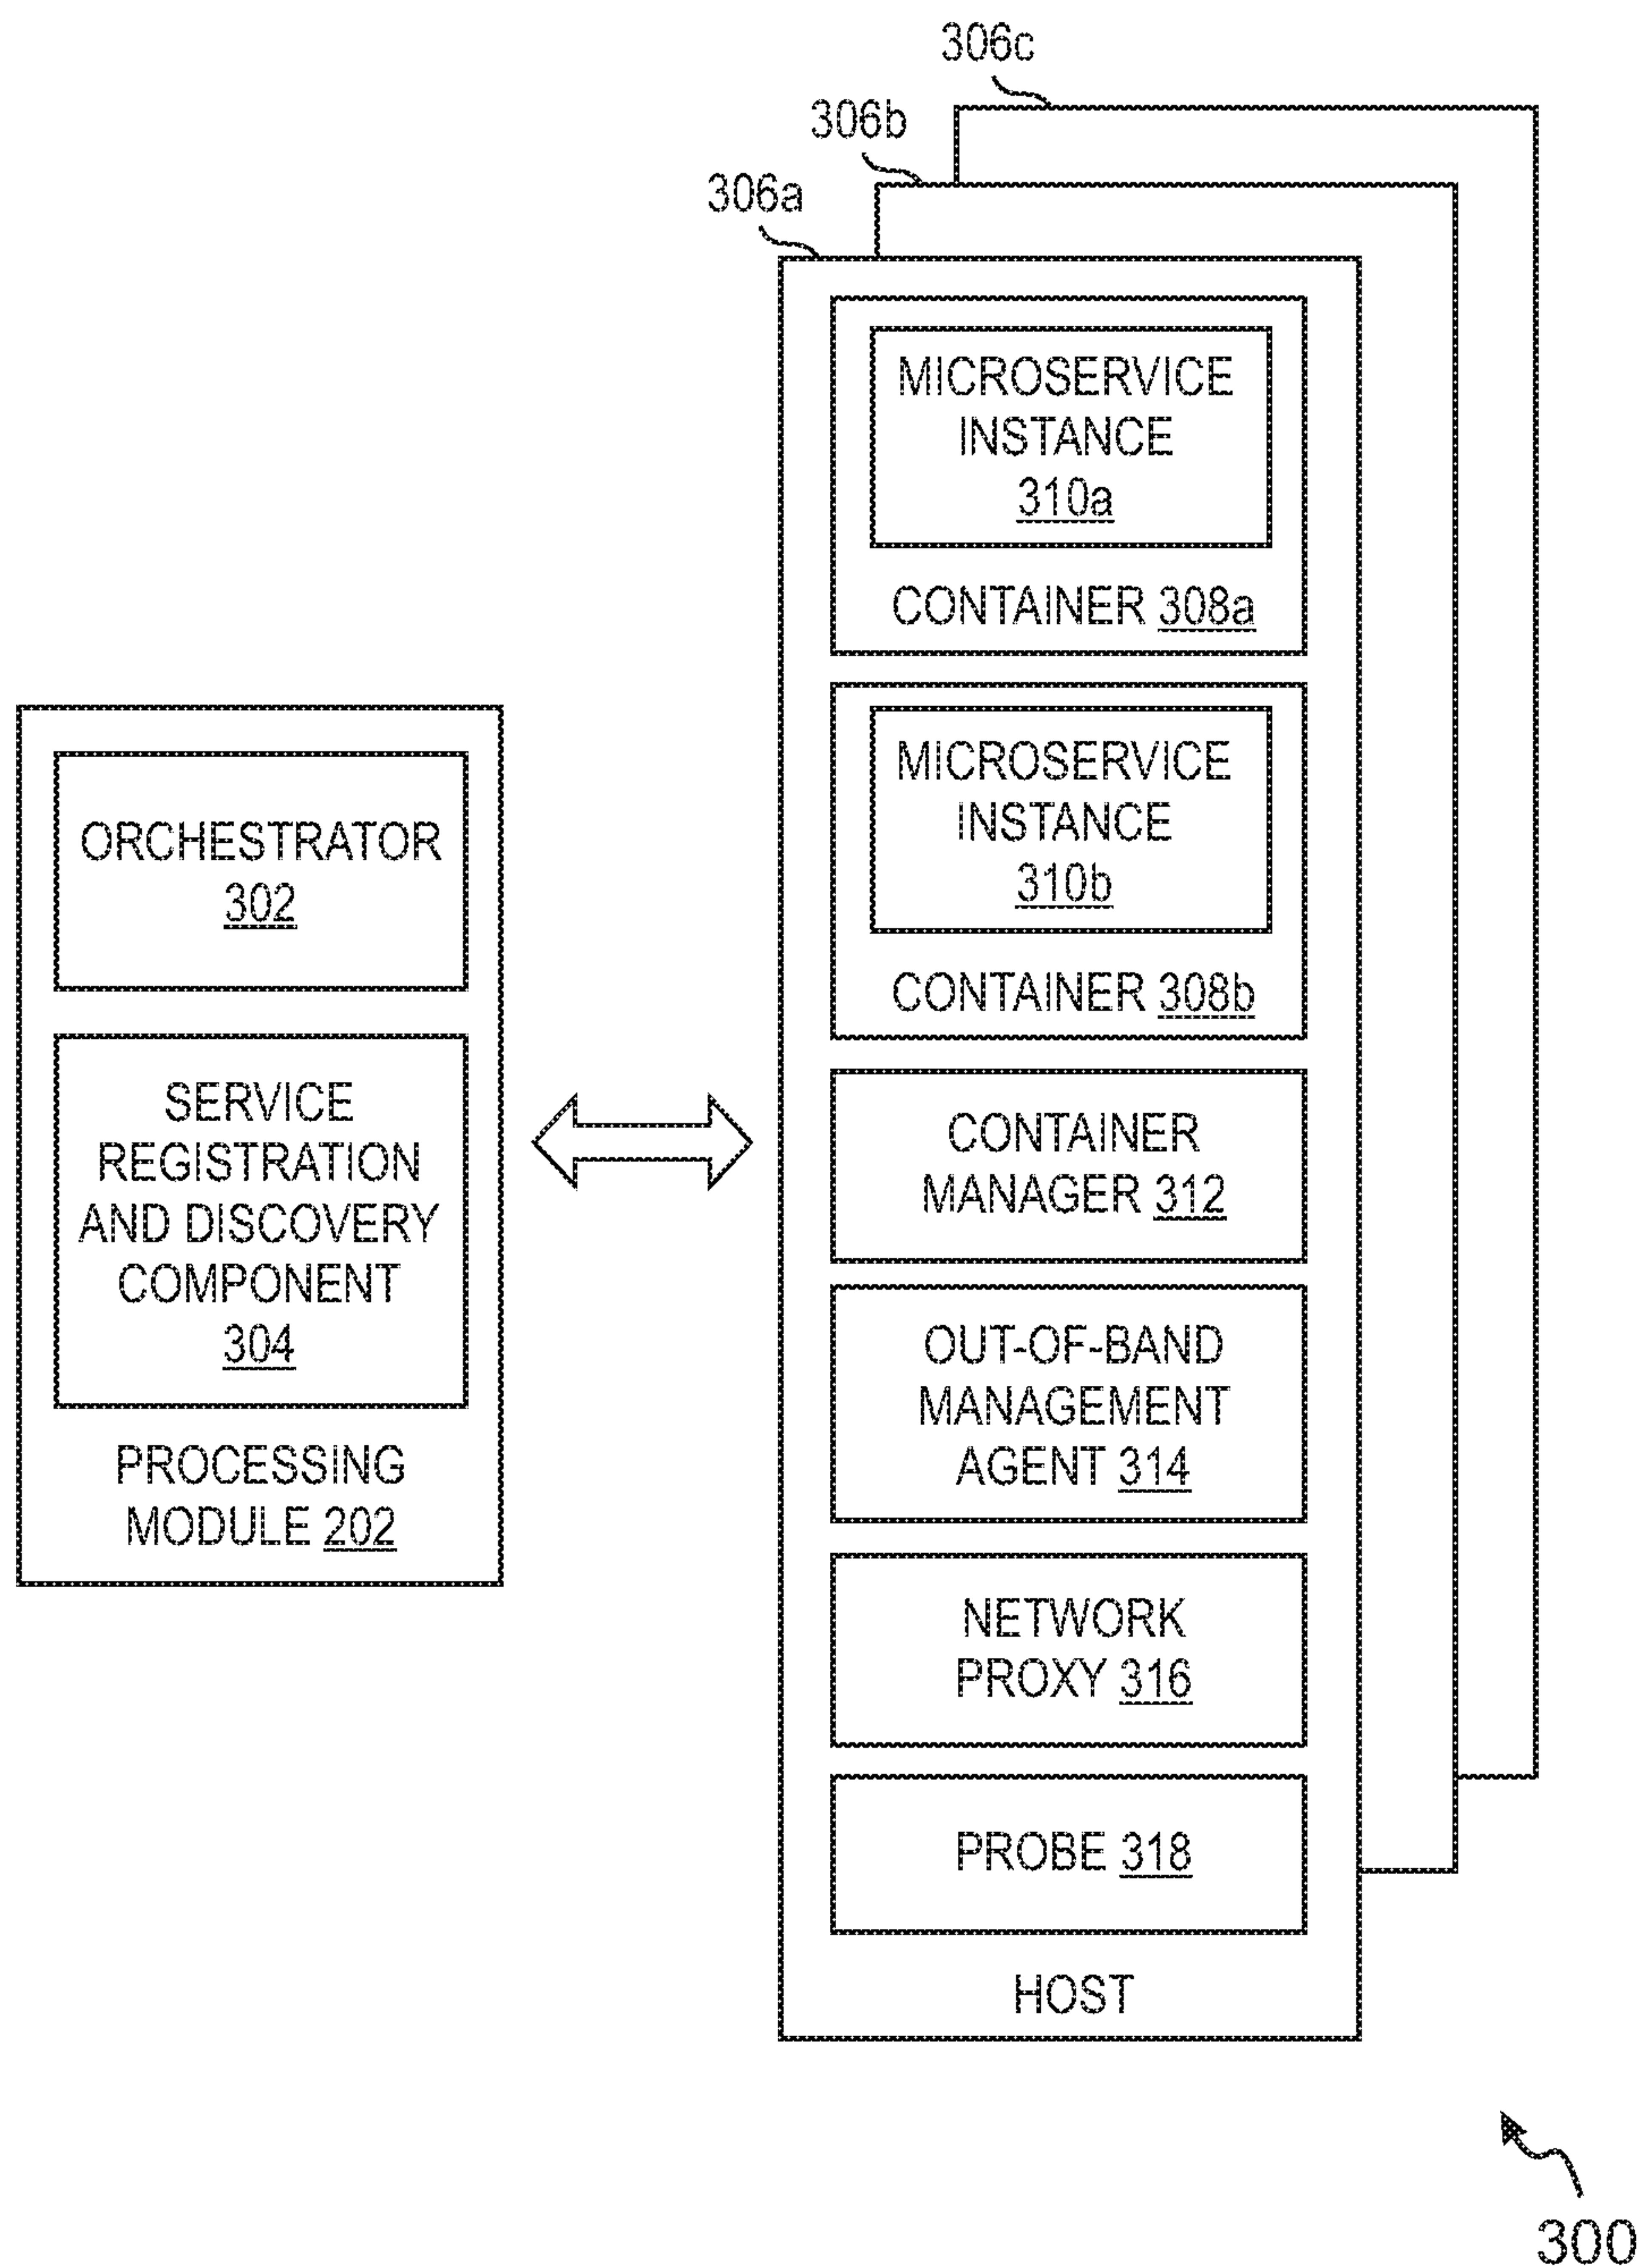 306c
306b
306a
MICROSERVICE
INSTANCE
310a
CONTAINER 308a
MICROSERVICE
INSTANCE
310b
CONTAINER 308b
CONTAINER
MANAGER 312
OUT-OF-BAND
MANAGEMENT
AGENT 314
NETWORK
PROXY 316
PROBE 318
HOST
ORCHESTRATOR
302
SERVICE
REGISTRATION
AND DISCOVERY
COMPONENT
304
PROCESSING
MODULE 202
300